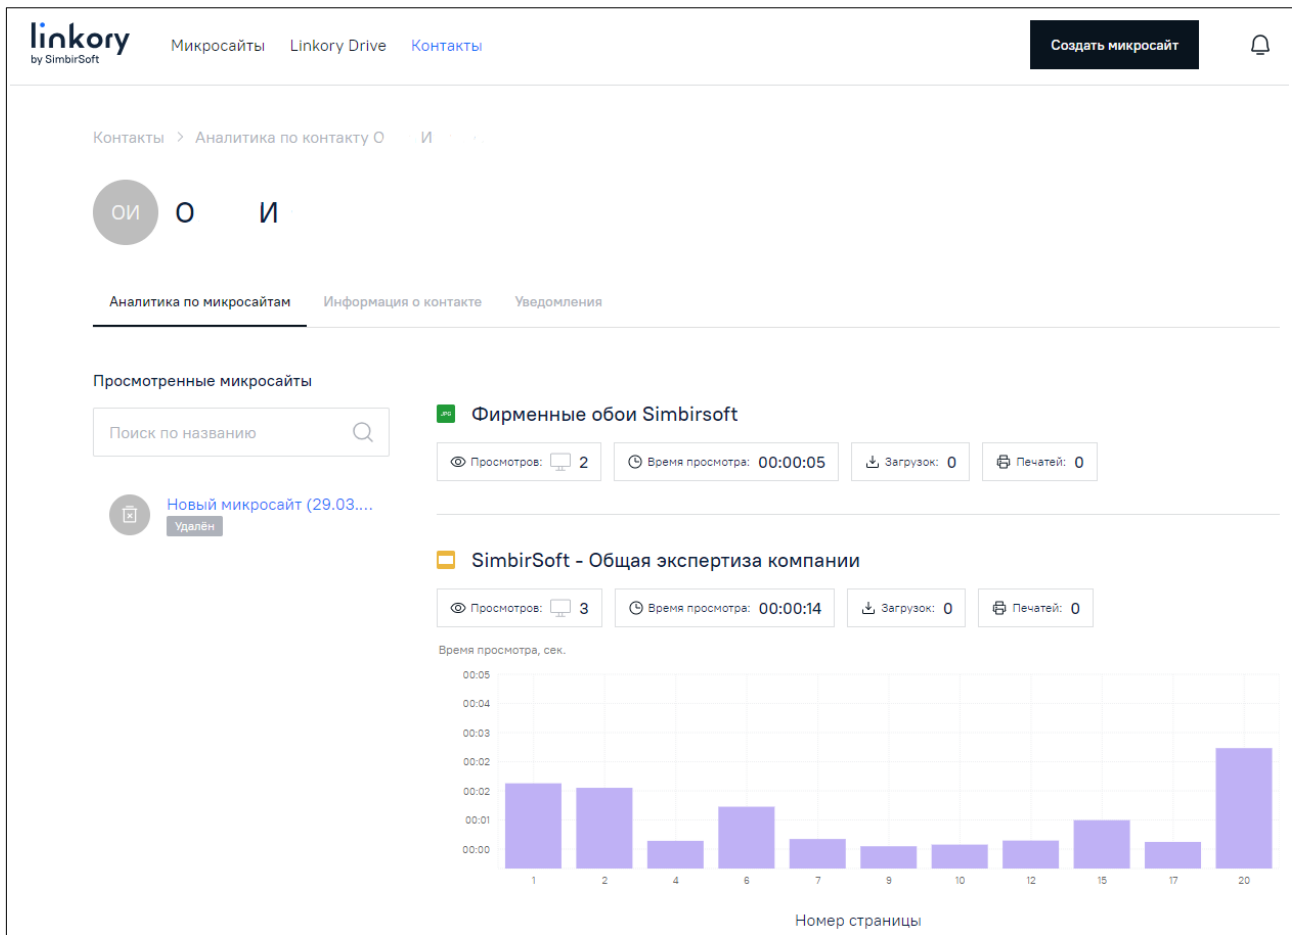 linkory
by SimbirSoft
Микросайты
Linkory Drive
Контакты
Создать микросайт
Контакты > Аналитика по контакту О И
ОИ
О И
Аналитика по микросайтам
Информация о контакте
Уведомления
Просмотренные микросайты
Поиск по названию
Новый микросайт (29.03....
Удалён
JPG
Фирменные обои Simbirsoft
Просмотров: 2
Время просмотра: 00:00:05
Загрузок: 0
Печатей: 0
SimbirSoft - Общая экспертиза компании
Просмотров: 3
Время просмотра: 00:00:14
Загрузок: 0
Печатей: 0
Время просмотра, сек.
00:05
00:04
00:03
00:02
00:02
00:01
00:00
1 2 4 6 7 9 10 12 15 17 20
Номер страницы